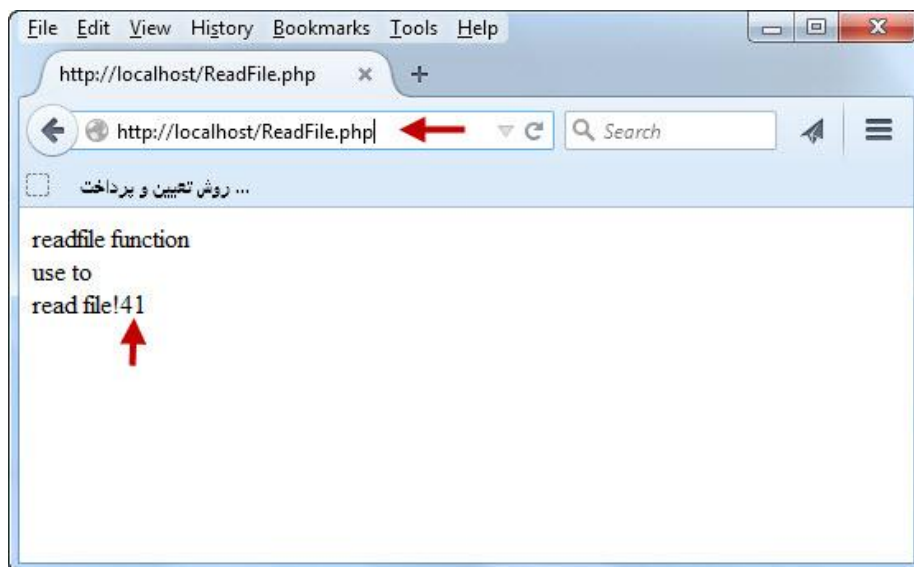 File Edit View History Bookmarks Tools Help
http://localhost/ReadFile.php
http://localhost/ReadFile.php Search
روش تعیین و پرداخت ...
readfile function
use to
read file!41